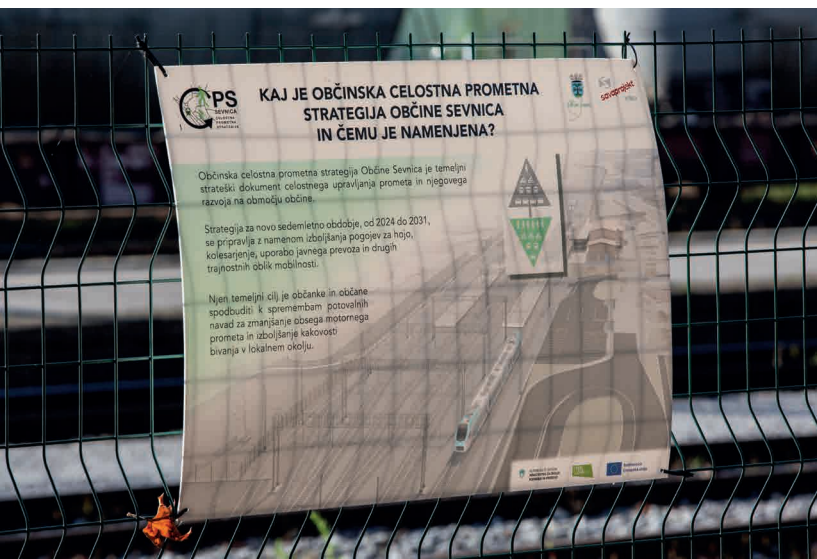 PS
SEVNICA
CELOSTNA
PROMETNA
STRATEGIJA
KAJ JE OBČINSKA CELOSTNA PROMETNA
STRATEGIJA OBČINE SEVNICA
IN ČEMU JE NAMENJENA?
savaprojekt
Občinska celostna prometna strategija Občine Sevnica je temeljni
strateški dokument celostnega upravljanja prometa in njegovega
razvoja na območju občine.
Strategija za novo sedemletno obdobje, od 2024 do 2031,
se pripravlja z namenom izboljšanja pogojev za hojo,
kolesarjenje, uporabo javnega prevoza in drugih
trajnostnih oblik mobilnosti.
Njen temeljni cilj je občanke in občane
spodbuditi k spremembam potovalnih
navad za zmanjšanje obsega motornega
prometa in izboljšanje kakovosti
bivanja v lokalnem okolju.